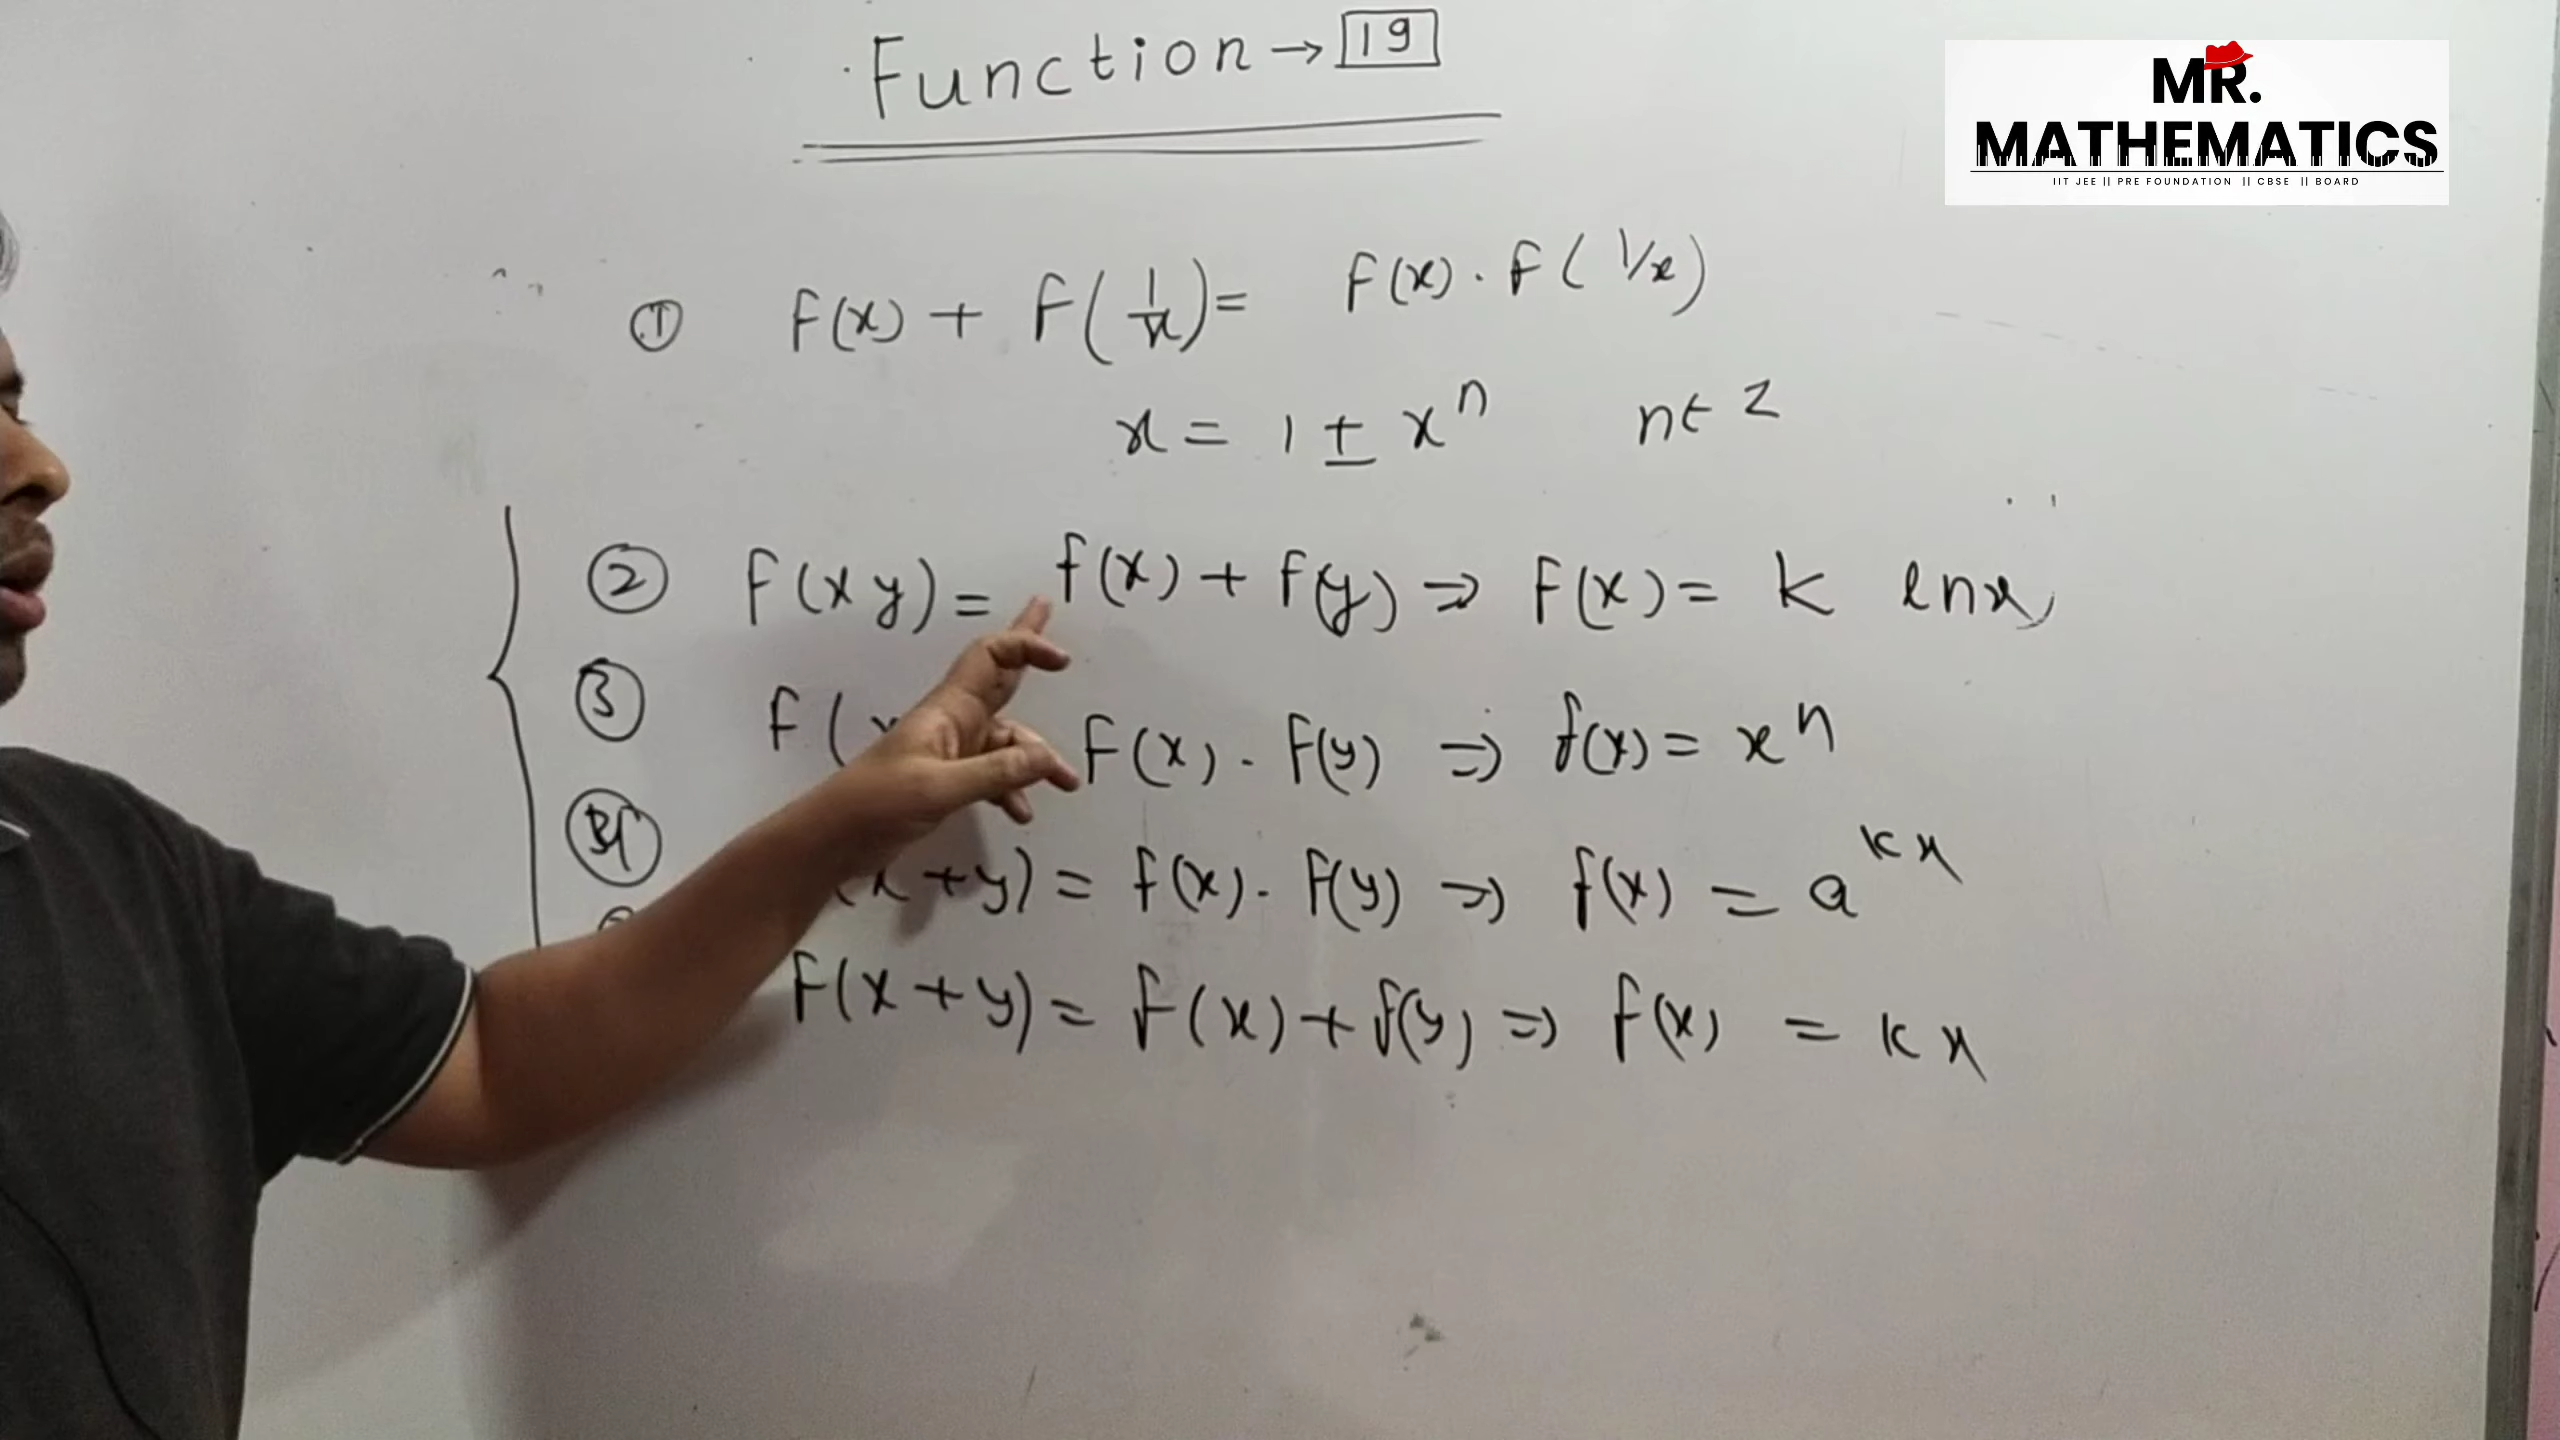 Function → 19
MR.
MATHEMATICS
IIT JEE || PRE FOUNDATION || CBSE || BOARD
① F(x) + F(1/x) = F(x) . F(1/x)
x = 1 ± x^n n ∈ Z
② F(xy) = f(x) + f(y) ⇒ F(x) = k lnx
③ F(x F(x) . F(y) ⇒ f(x) = x^n
④ (x+y) = f(x) . F(y) ⇒ f(x) = a^kx
F(x+y) = f(x) + f(y) ⇒ f(x) = kx